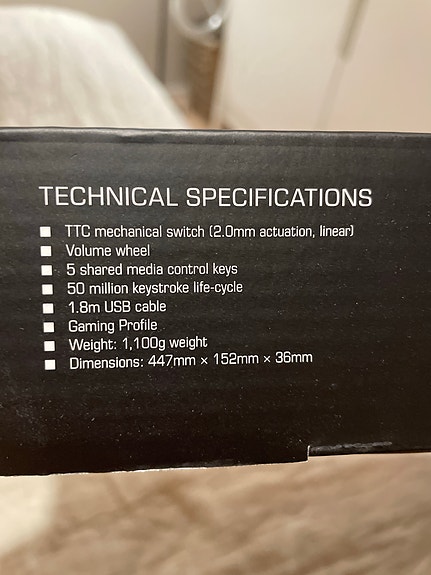 TECHNICAL SPECIFICATIONS
■ TTC mechanical switch (2.0mm actuation, linear)
■ Volume wheel
■ 5 shared media control keys
■ 50 million keystroke life-cycle
■ 1.8m USB cable
■ Gaming Profile
■ Weight: 1,100g weight
■ Dimensions: 447mm × 152mm × 36mm